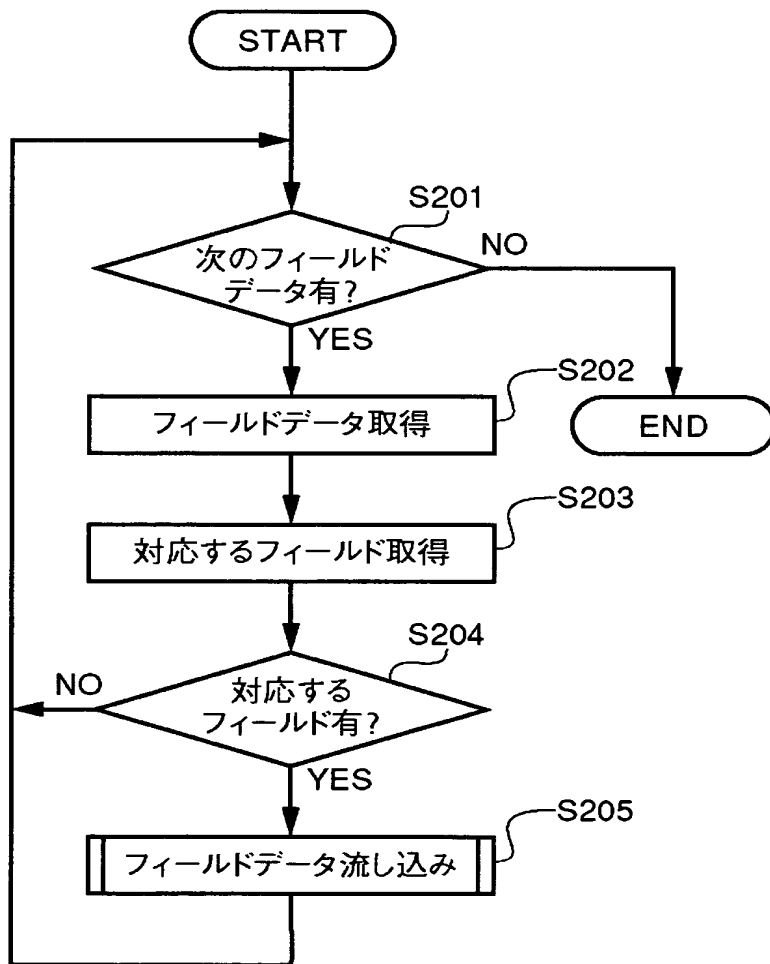 START
S201
次のフィールド
データ有?
NO
YES
S202
フィールドデータ取得
END
S203
対応するフィールド取得
S204
NO
対応する
フィールド有?
YES
S205
フィールドデータ流し込み